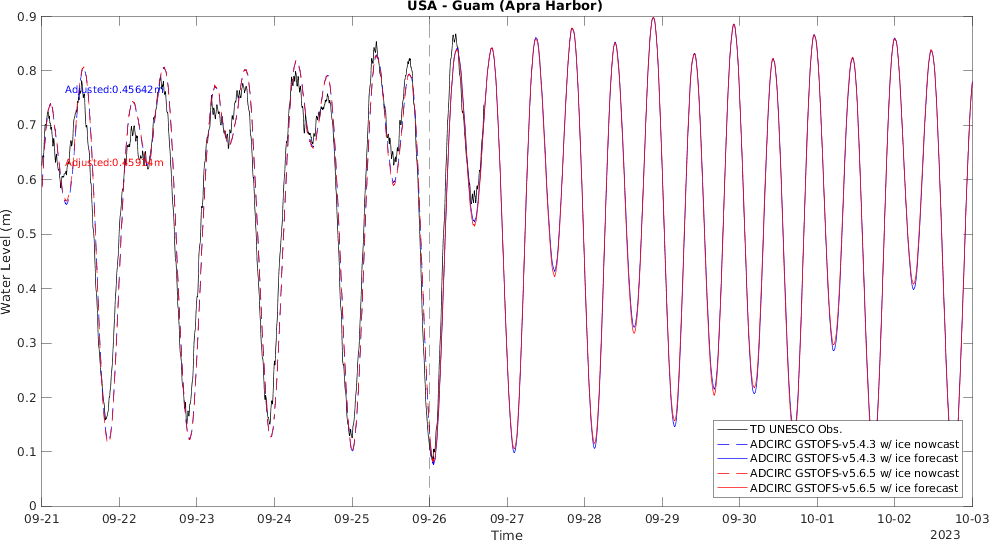 USA - Guam (Apra Harbor)
0.9
0.8
0.7
0.6
0.5
0.4
0.3
0.2
0.1
0
Water Level (m)
Adjusted:0.45642m
TD UNESCO Obs.
ADCIRC GSTOFS-v5.4.3 w/ ice nowcast
ADCIRC GSTOFS-v5.4.3 w/ ice forecast
ADCIRC GSTOFS-v5.6.5 w/ ice nowcast
ADCIRC GSTOFS-v5.6.5 w/ ice forecast
09-21 09-22 09-23 09-24 09-25 09-26 09-27 09-28 09-29 09-30 10-01 10-02 10-03
Time
2023